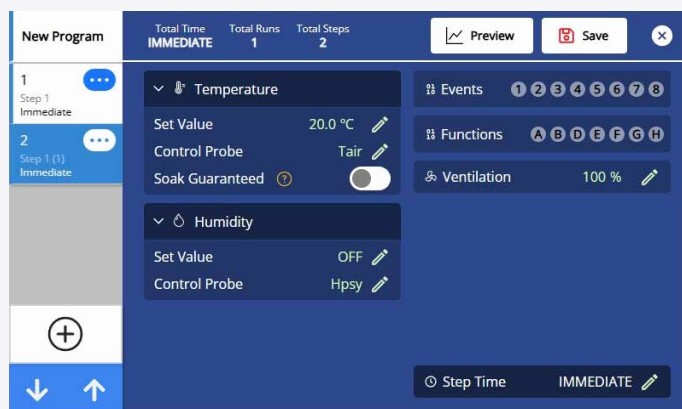 New Program
Total Time Total Runs Total Steps
IMMEDIATE 1 2
Preview
Save
1
Step 1
Immediate
2
Step 1 (1)
Immediate
Temperature
Set Value 20.0 °C
Control Probe Tair
Soak Guaranteed ?
Humidity
Set Value OFF
Control Probe Hpsy
Events 1 2 3 4 5 6 7 8
Functions A B D E F G H
Ventilation 100 %
Step Time IMMEDIATE